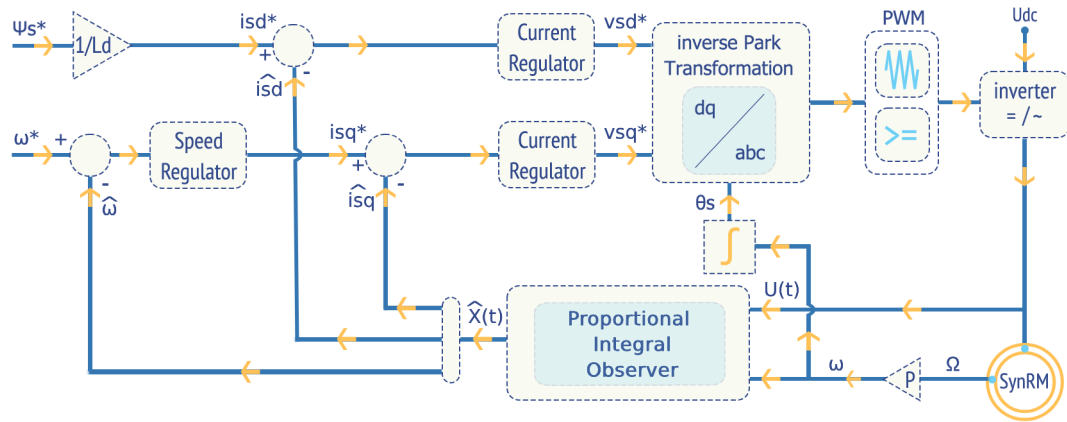 Ψs*
1/Ld
isd*
+
-
îsd
Current
Regulator
vsd*
inverse Park
Transformation
dq
abc
PWM
>=
Udc
inverter
= / ~
ω*
+
-
ω̂
Speed
Regulator
isq*
+
-
îsq
Current
Regulator
vsq*
θs
∫
X̂(t)
Proportional
Integral
Observer
U(t)
ω
P
Ω
SynRM